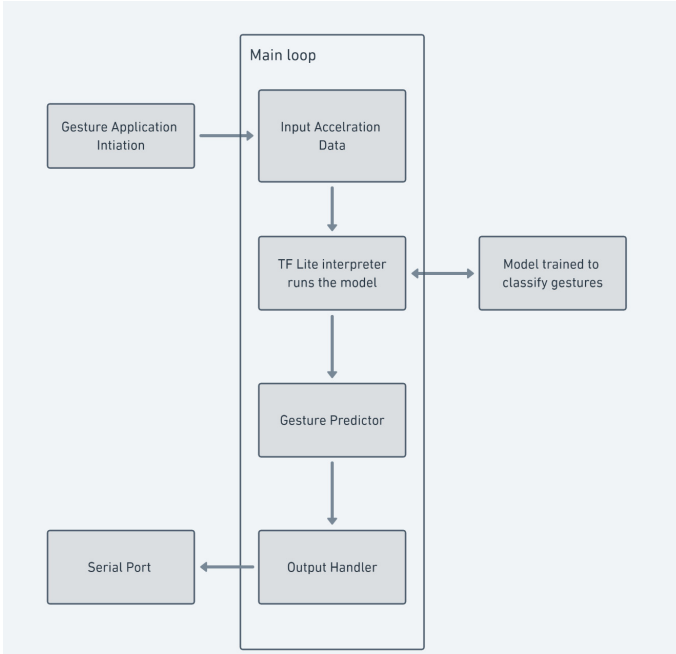 Main loop
Gesture Application
Intiation
Input Accelration
Data
TF Lite interpreter
runs the model
Model trained to
classify gestures
Gesture Predictor
Serial Port
Output Handler